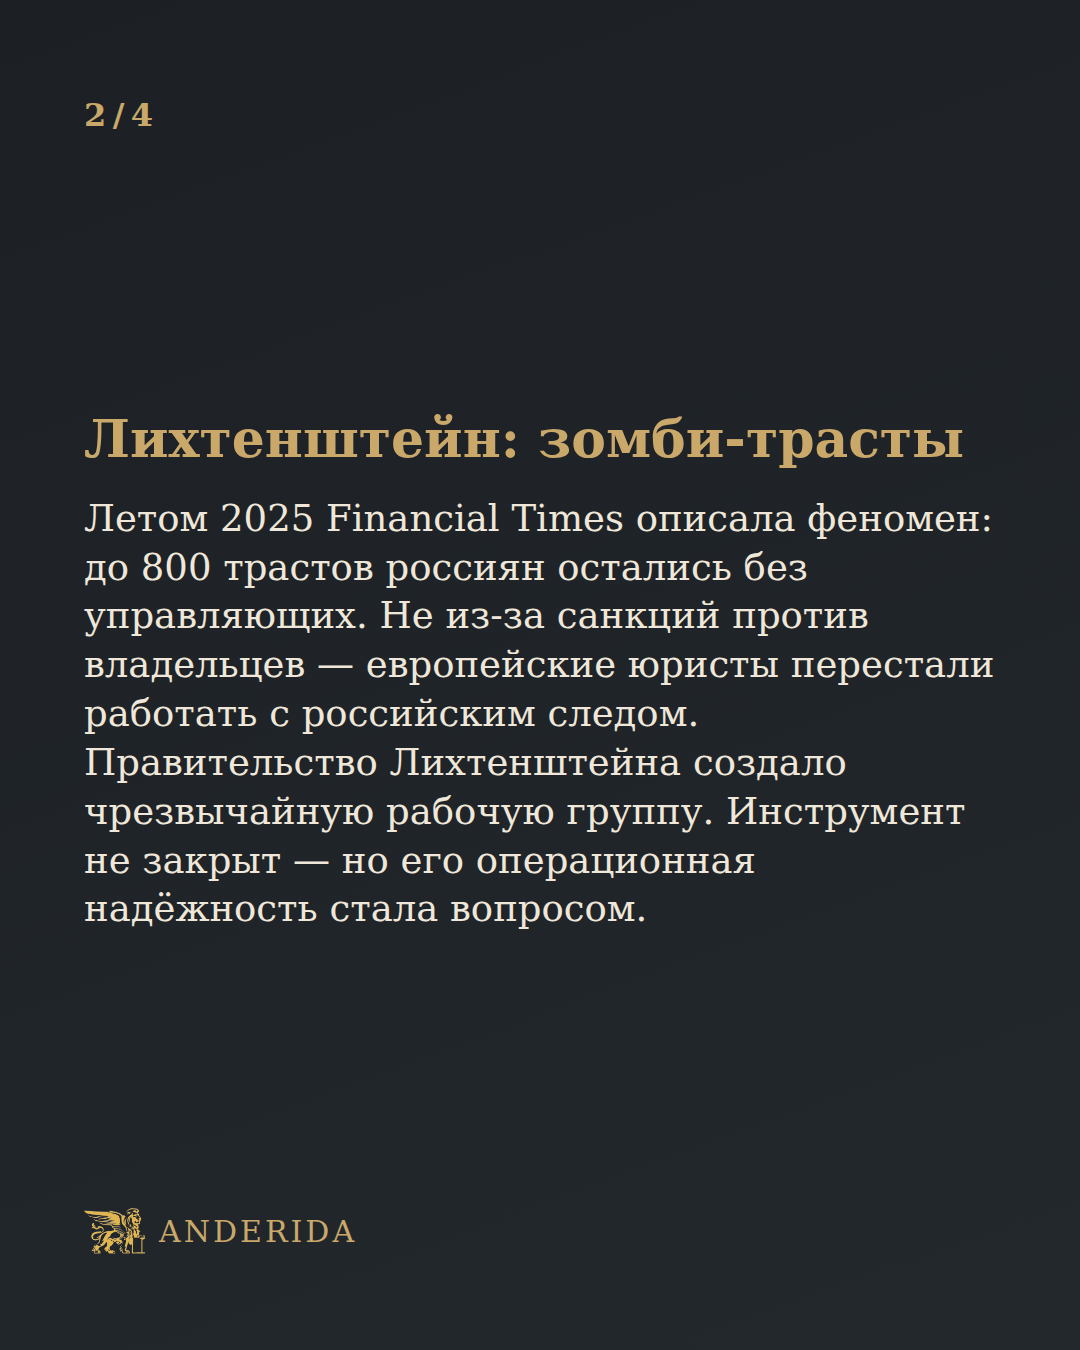 2/4
Лихтенштейн: зомби-трасты
Летом 2025 Financial Times описала феномен:
до 800 трастов россиян остались без
управляющих. Не из-за санкций против
владельцев — европейские юристы перестали
работать с российским следом.
Правительство Лихтенштейна создало
чрезвычайную рабочую группу. Инструмент
не закрыт — но его операционная
надёжность стала вопросом.
ANDERIDA